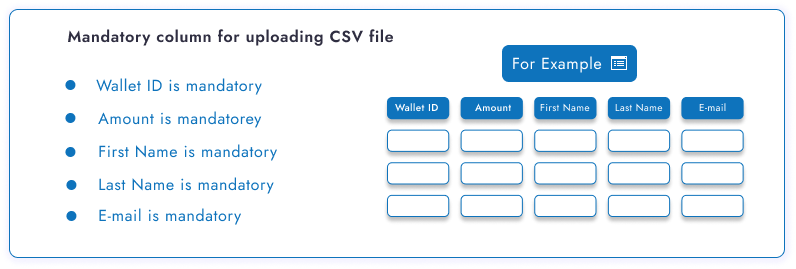 Mandatory column for uploading CSV file
Wallet ID is mandatory
Amount is mandatorey
First Name is mandatory
Last Name is mandatory
E-mail is mandatory
For Example
Wallet ID Amount First Name Last Name E-mail